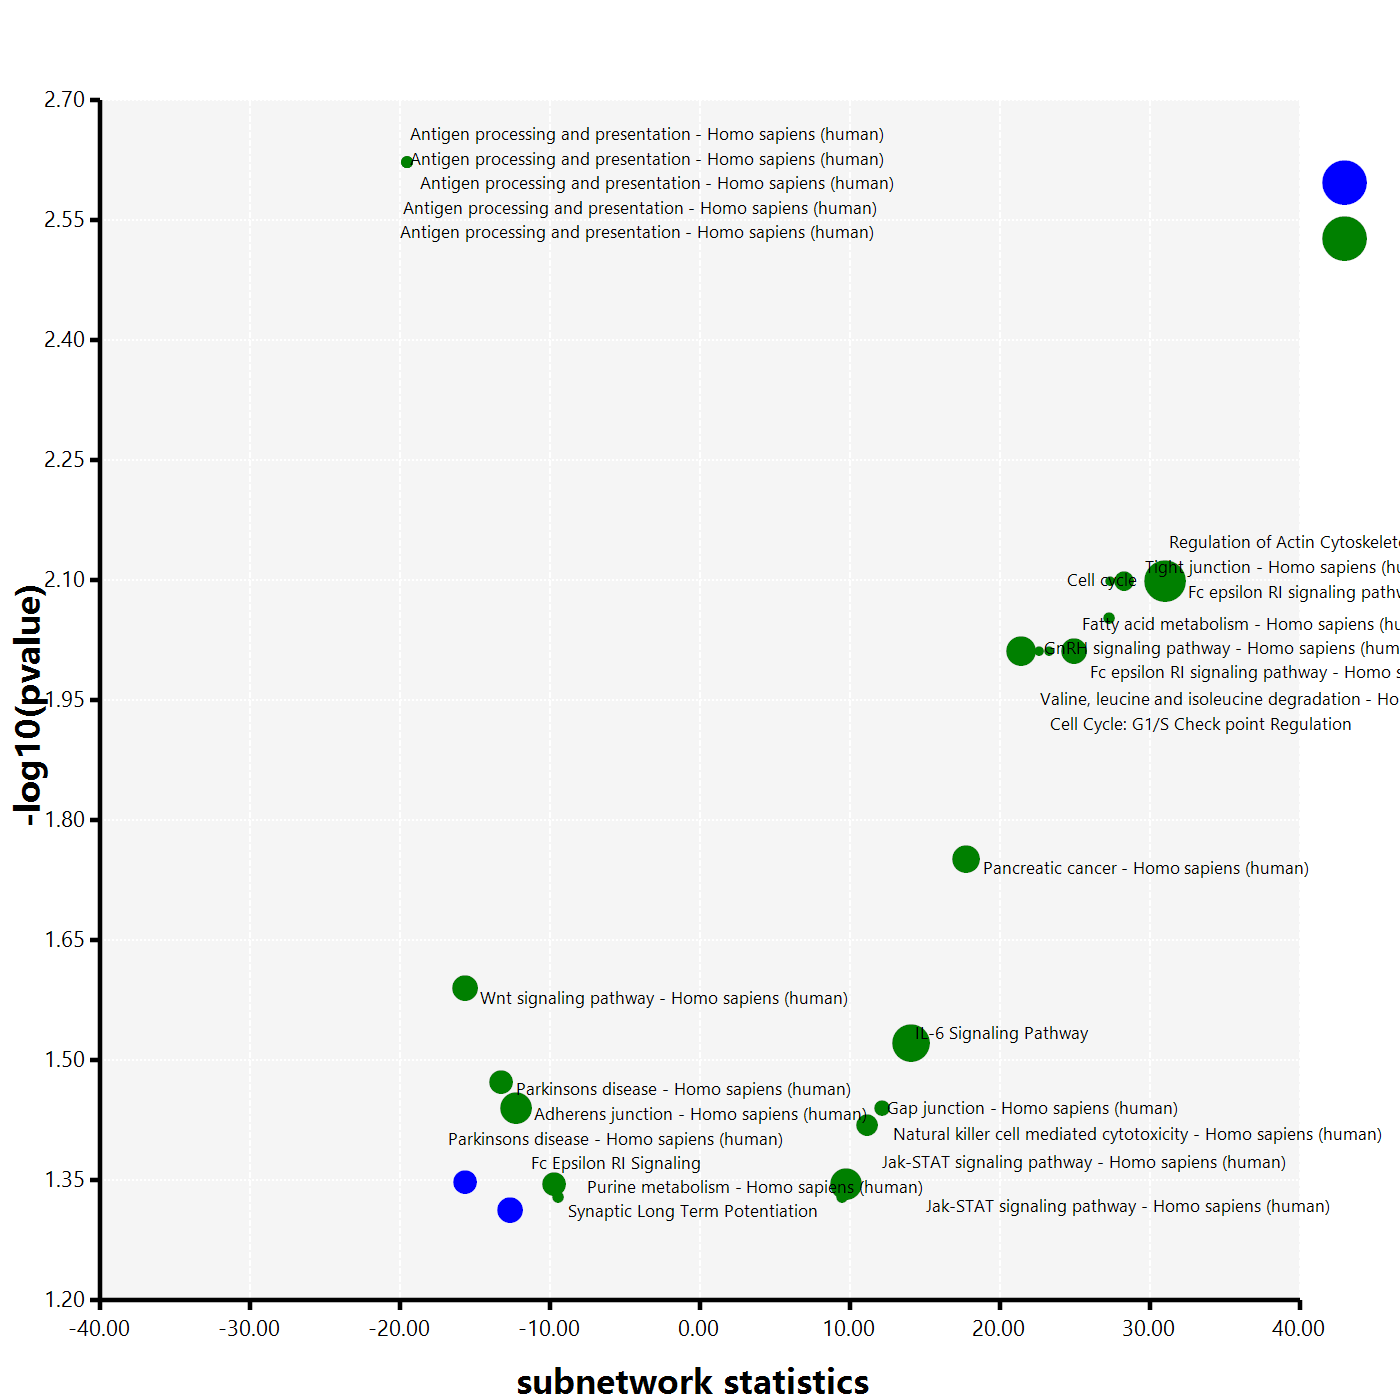 2.70
Antigen processing and presentation - Homo sapiens (human)
Antigen processing and presentation - Homo sapiens (human)
Antigen processing and presentation - Homo sapiens (human)
2.55
Antigen processing and presentation - Homo sapiens (human)
Antigen processing and presentation - Homo sapiens (human)
2.40
2.25
Regulation of Actin Cytoskelet
Tight junction - Homo sapiens (hu
2.10
Cell cycle
Fc epsilon RI signaling pathw
Fatty acid metabolism - Homo sapiens (hu
GnRH signaling pathway - Homo sapiens (hum
Fc epsilon RI signaling pathway - Homo s
1.95
Valine, leucine and isoleucine degradation - Ho
Cell Cycle: G1/S Check point Regulation
-log10(pvalue)
1.80
Pancreatic cancer - Homo sapiens (human)
1.65
Wnt signaling pathway - Homo sapiens (human)
IL-6 Signaling Pathway
1.50
Parkinsons disease - Homo sapiens (human)
Adherens junction - Homo sapiens (human)
Gap junction - Homo sapiens (human)
Parkinsons disease - Homo sapiens (human)
Natural killer cell mediated cytotoxicity - Homo sapiens (human)
Fc Epsilon RI Signaling
Jak-STAT signaling pathway - Homo sapiens (human)
1.35
Purine metabolism - Homo sapiens (human)
Synaptic Long Term Potentiation
Jak-STAT signaling pathway - Homo sapiens (human)
1.20
-40.00 -30.00 -20.00 -10.00 0.00 10.00 20.00 30.00 40.00
subnetwork statistics